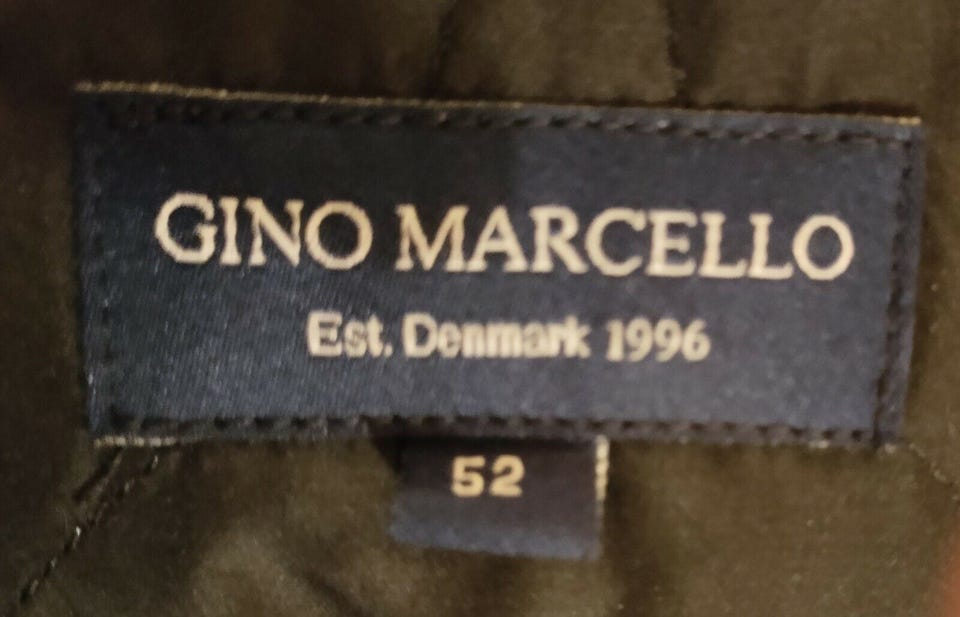 GINO MARCELLO
Est. Denmark 1996
52